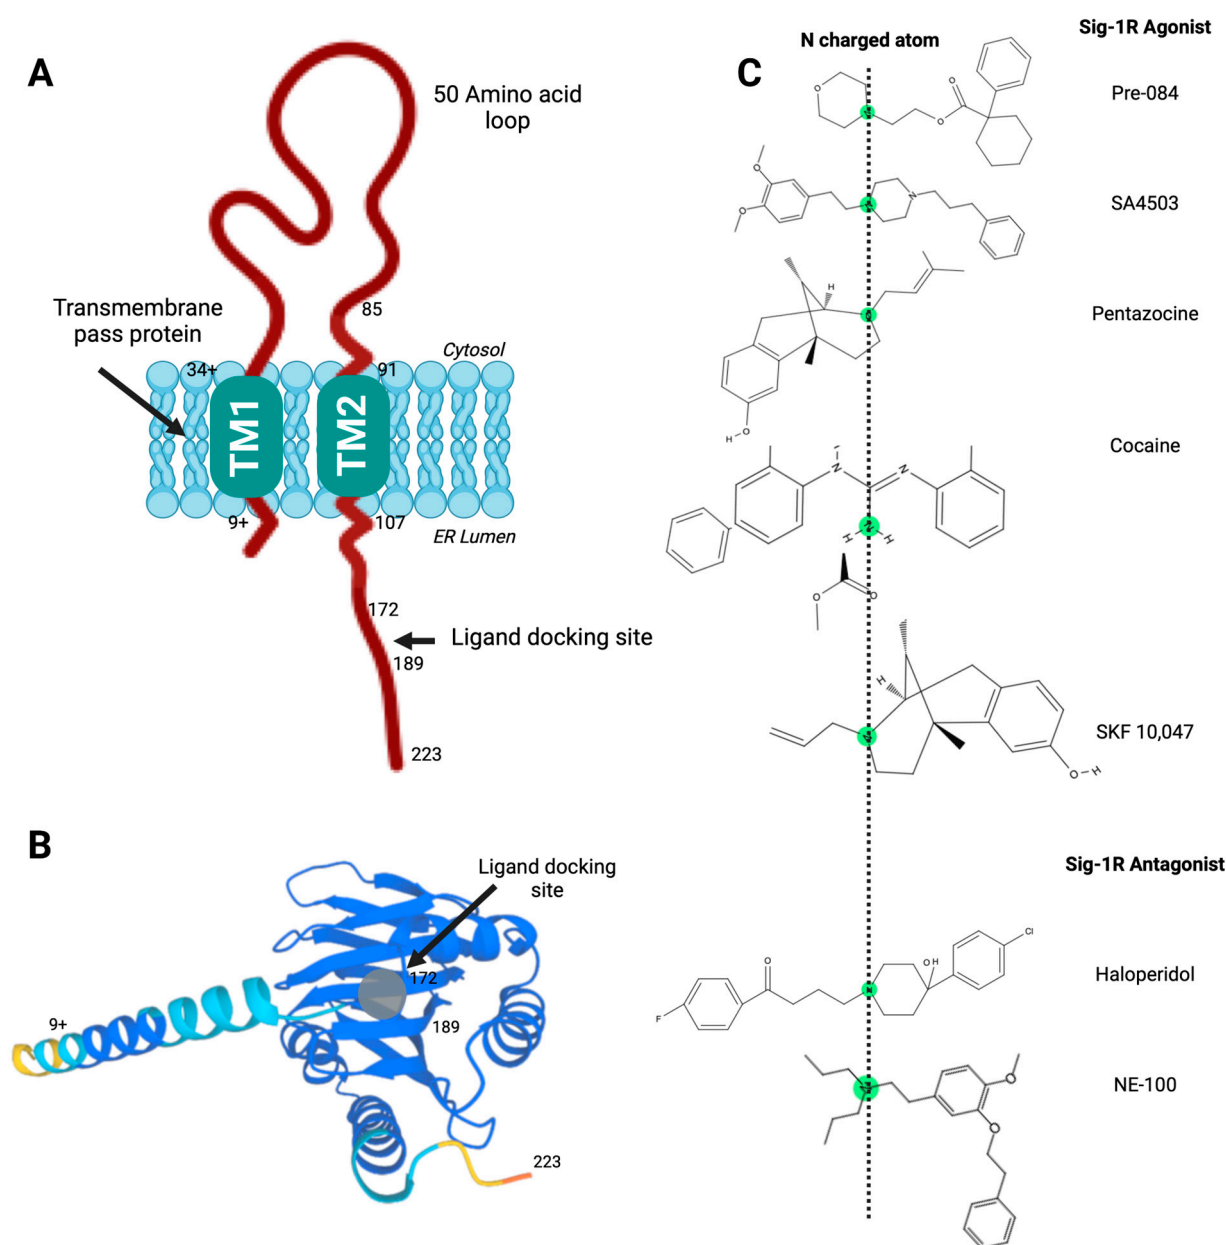 A
50 Amino acid
loop
85
Transmembrane
pass protein
Cytosol
34+
91
TM1
TM2
9+
107
ER Lumen
172
Ligand docking site
189
223
B
Ligand docking
site
172
9+
189
223
C
N charged atom
Sig-1R Agonist
O
N
O
O
Pre-084
O
O
N
N
SA4503
H
N
H
O
Pentazocine
N
N
H
N
H
O
O
Cocaine
H
N
O
H
SKF 10,047
Sig-1R Antagonist
O
F
N
OH
Cl
Haloperidol
N
O
O
NE-100